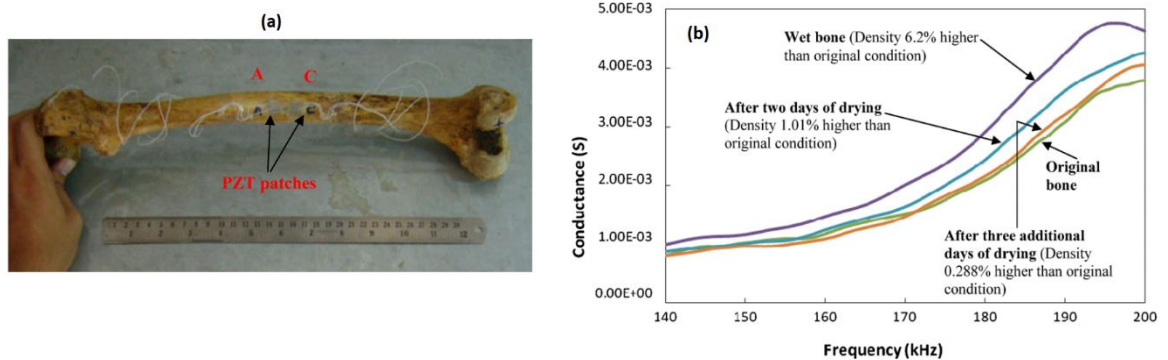 (a)
A
C
PZT patches
(b)
5.00E-03
4.00E-03
3.00E-03
2.00E-03
1.00E-03
0.00E+00
Conductance (S)
Wet bone (Density 6.2% higher
than original condition)
After two days of drying
(Density 1.01% higher than
original condition)
Original
bone
After three additional
days of drying (Density
0.288% higher than original
condition)
140
150
160
170
180
190
200
Frequency (kHz)